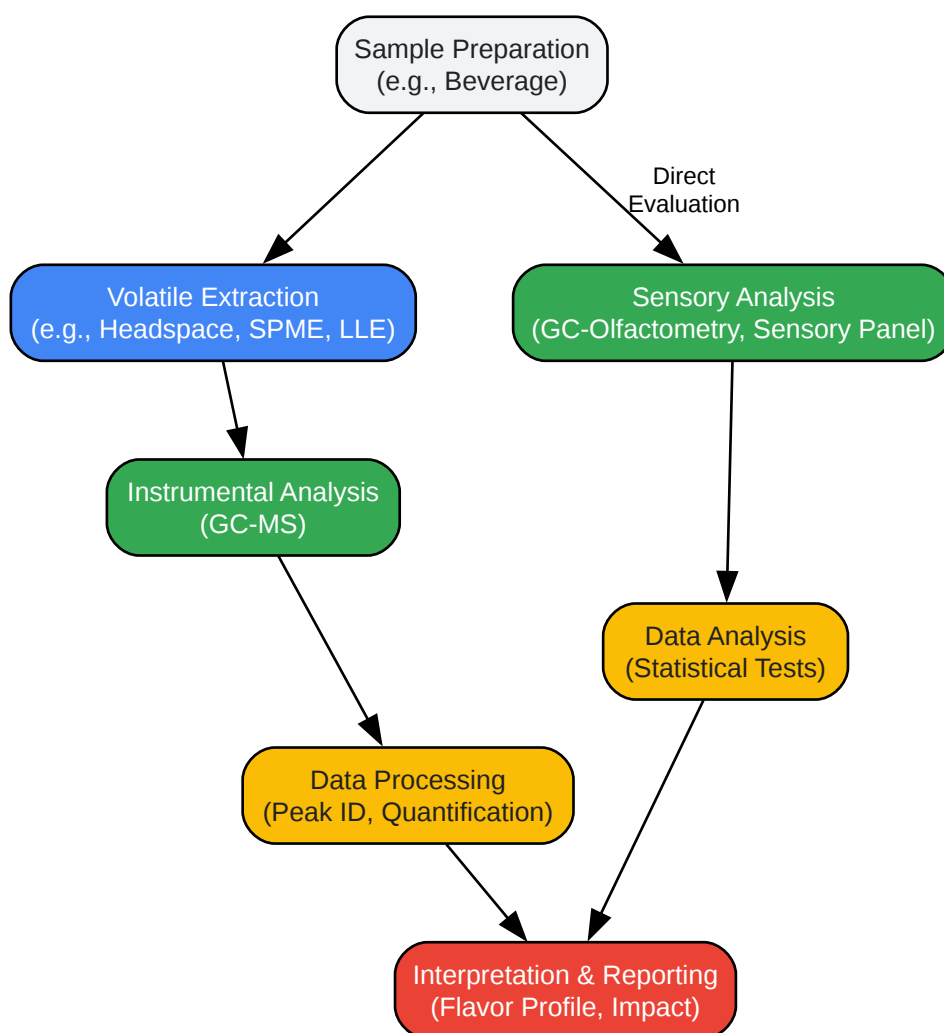 Sample Preparation
(e.g., Beverage)
Direct
Evaluation
Volatile Extraction
(e.g., Headspace, SPME, LLE)
Sensory Analysis
(GC-Olfactometry, Sensory Panel)
Instrumental Analysis
(GC-MS)
Data Analysis
(Statistical Tests)
Data Processing
(Peak ID, Quantification)
Interpretation & Reporting
(Flavor Profile, Impact)